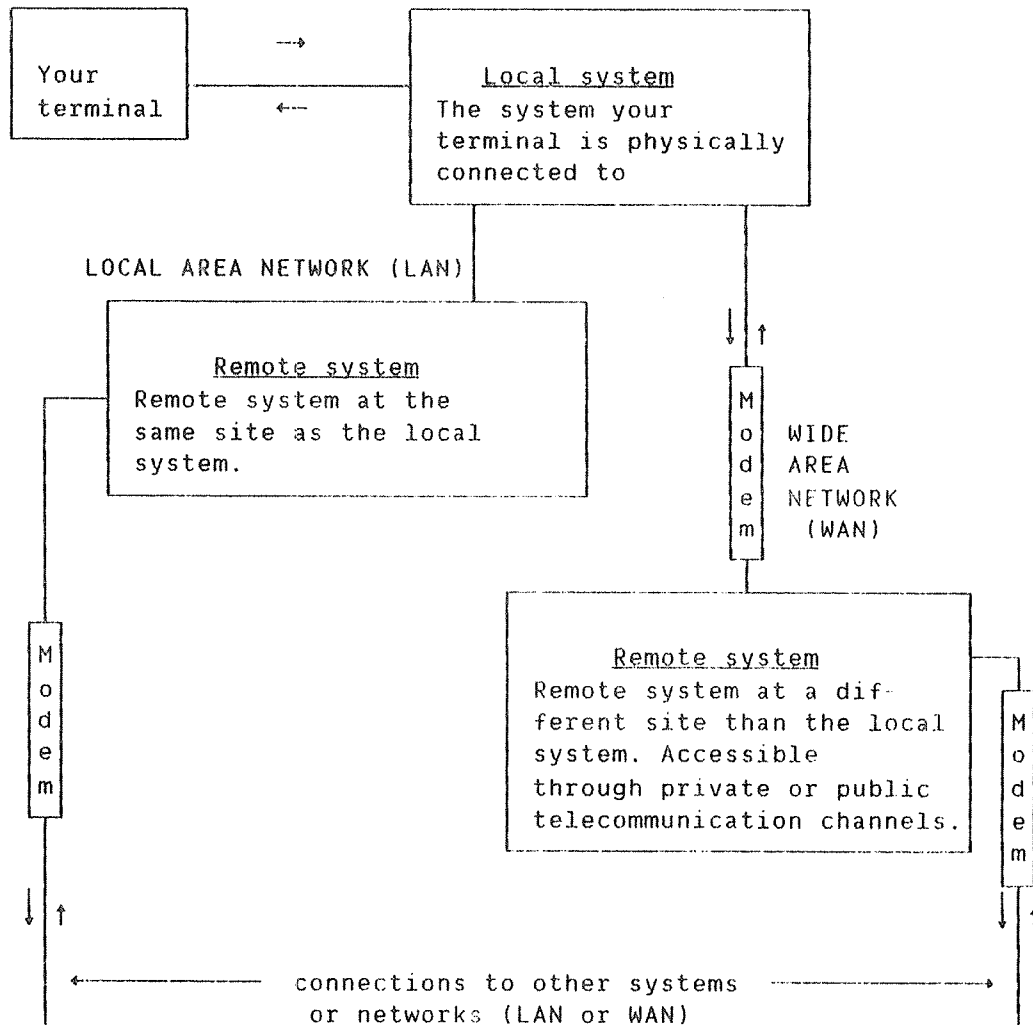 Your
terminal
Local system
The system your
terminal is physically
connected to
LOCAL AREA NETWORK (LAN)
Remote system
Remote system at the
same site as the local
system.
Modem
WIDE
AREA
NETWORK
(WAN)
Modem
Remote system
Remote system at a dif-
ferent site than the local
system. Accessible
through private or public
telecommunication channels.
Modem
connections to other systems
or networks (LAN or WAN)